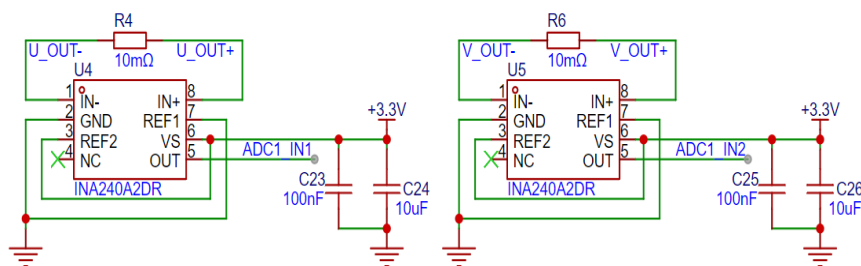 R4
U_OUT- U_OUT+
10mΩ
U4
1 IN- IN+ 8
2 GND REF1 7
3 REF2 VS 6
4 NC OUT 5
INA240A2DR
ADC1_IN1
+3.3V
C23
100nF
C24
10uF
R6
V_OUT- V_OUT+
10mΩ
U5
1 IN- IN+ 8
2 GND REF1 7
3 REF2 VS 6
4 NC OUT 5
INA240A2DR
ADC1_IN2
+3.3V
C25
100nF
C26
10uF